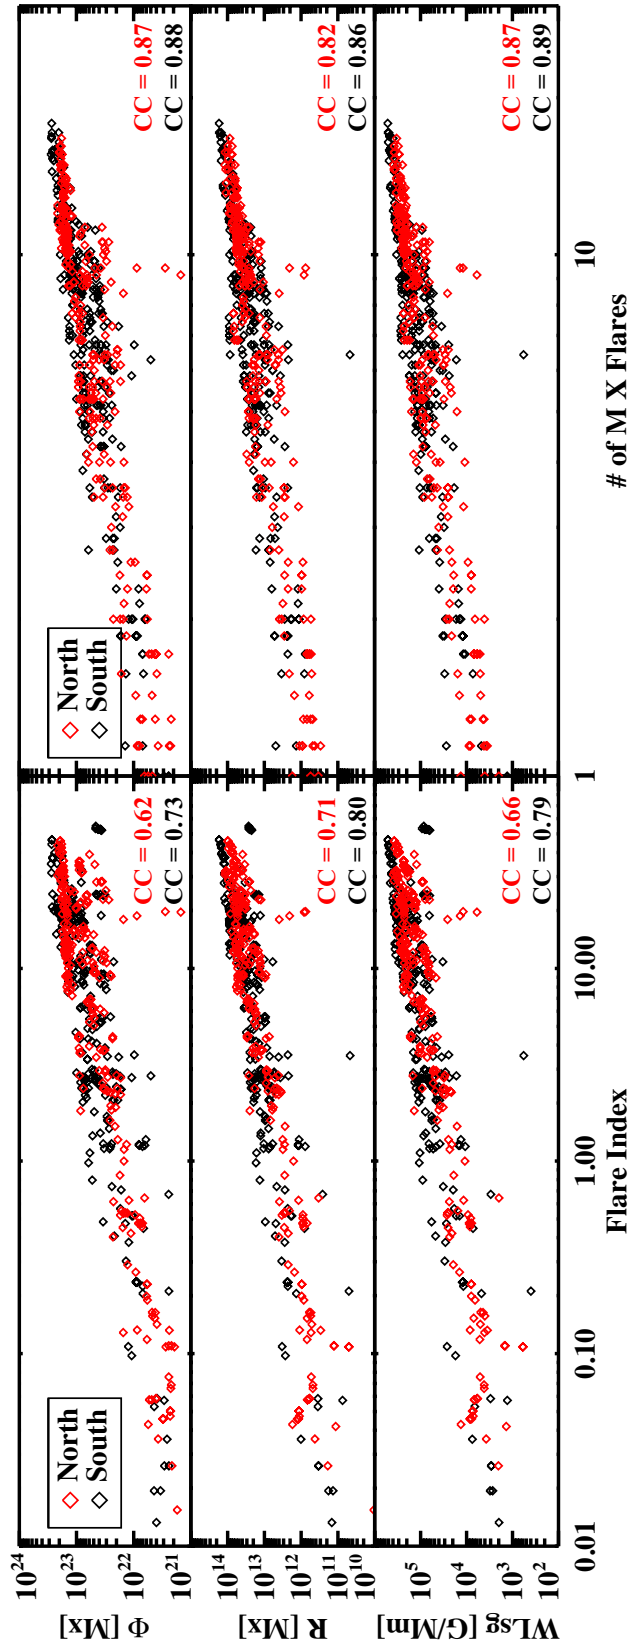 10^24
10^23
10^22
10^21
Φ [Mx]
North
South
CC = 0.62
CC = 0.73
North
South
CC = 0.87
CC = 0.88
10^14
10^13
10^12
10^11
10^10
R [Mx]
CC = 0.71
CC = 0.80
CC = 0.82
CC = 0.86
10^5
10^4
10^3
10^2
WLsg [G/Mm]
CC = 0.66
CC = 0.79
CC = 0.87
CC = 0.89
0.01
0.10
1.00
10.00
1
10
Flare Index
# of M X Flares